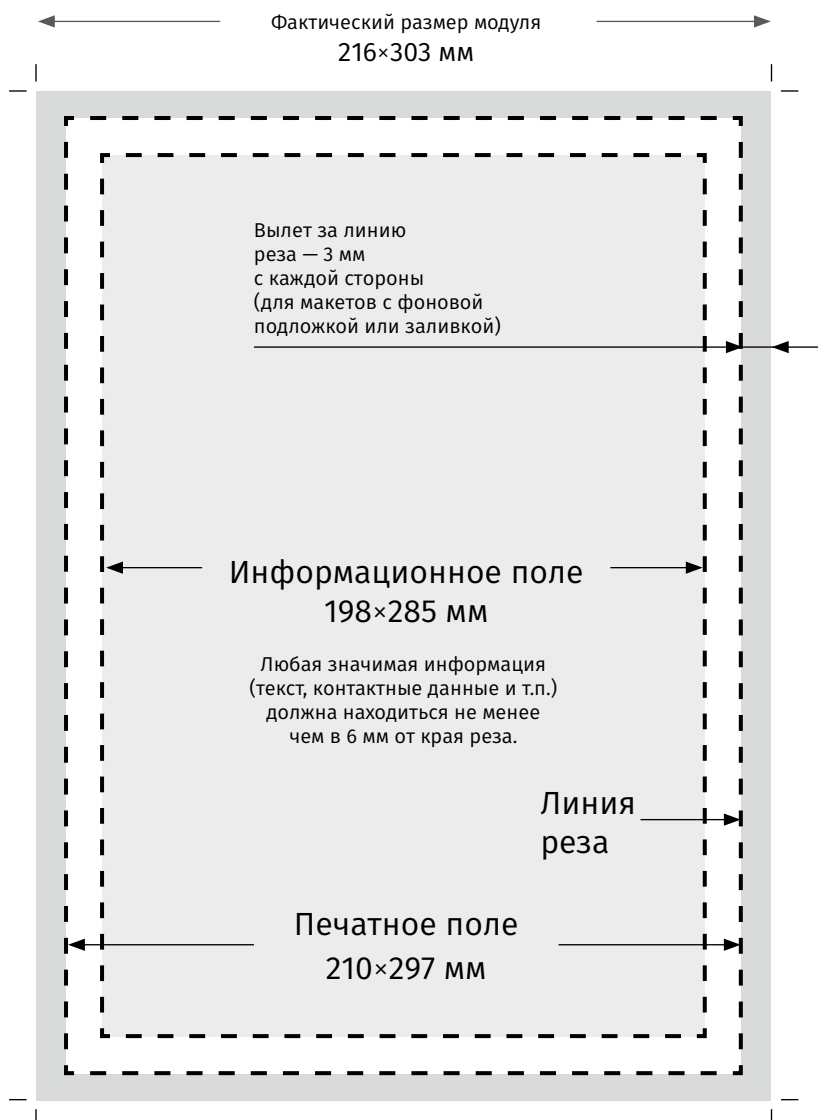 Фактический размер модуля
216×303 мм
Вылет за линию
реза — 3 мм
с каждой стороны
(для макетов с фоновой
подложкой или заливкой)
Информационное поле
198×285 мм
Любая значимая информация
(текст, контактные данные и т.п.)
должна находиться не менее
чем в 6 мм от края реза.
Линия
реза
Печатное поле
210×297 мм